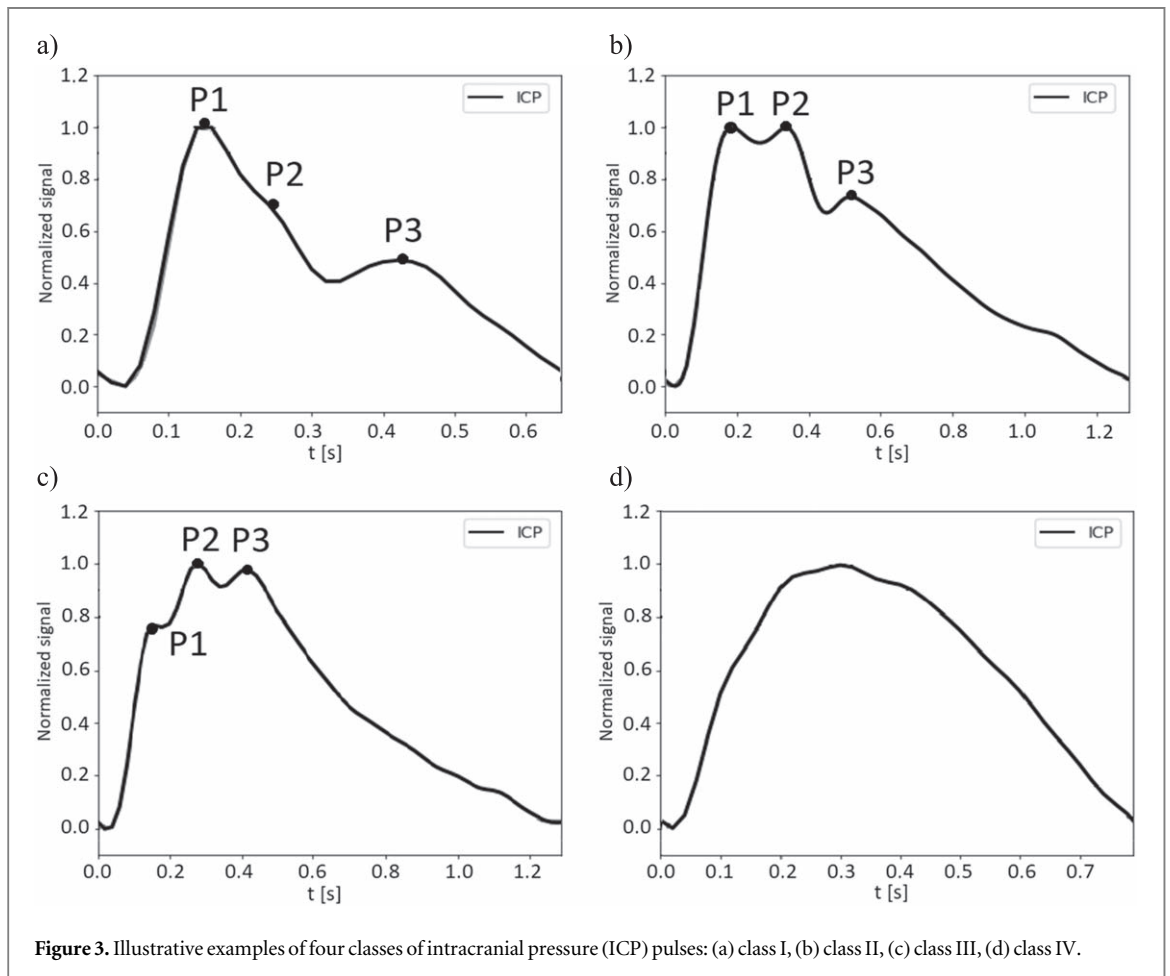 a)
1.2
1.0
0.8
0.6
0.4
0.2
0.0
Normalized signal
P1
P2
P3
ICP
0.0 0.1 0.2 0.3 0.4 0.5 0.6
t [s]
b)
1.2
1.0
0.8
0.6
0.4
0.2
0.0
Normalized signal
P1 P2
P3
ICP
0.0 0.2 0.4 0.6 0.8 1.0 1.2
t [s]
c)
1.2
1.0
0.8
0.6
0.4
0.2
0.0
Normalized signal
P2 P3
P1
ICP
0.0 0.2 0.4 0.6 0.8 1.0 1.2
t [s]
d)
1.2
1.0
0.8
0.6
0.4
0.2
0.0
Normalized signal
ICP
0.0 0.1 0.2 0.3 0.4 0.5 0.6 0.7
t [s]
Figure 3. Illustrative examples of four classes of intracranial pressure (ICP) pulses: (a) class I, (b) class II, (c) class III, (d) class IV.